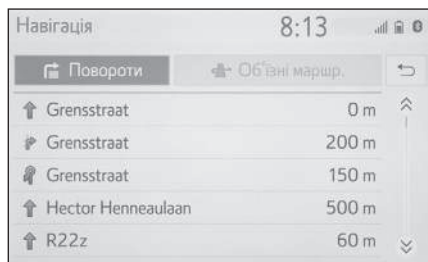 Навігація 8:13
Повороти Об'їзні маршр.
Grensstraat 0 m
Grensstraat 200 m
Grensstraat 150 m
Hector Henneaulaan 500 m
R22z 60 m